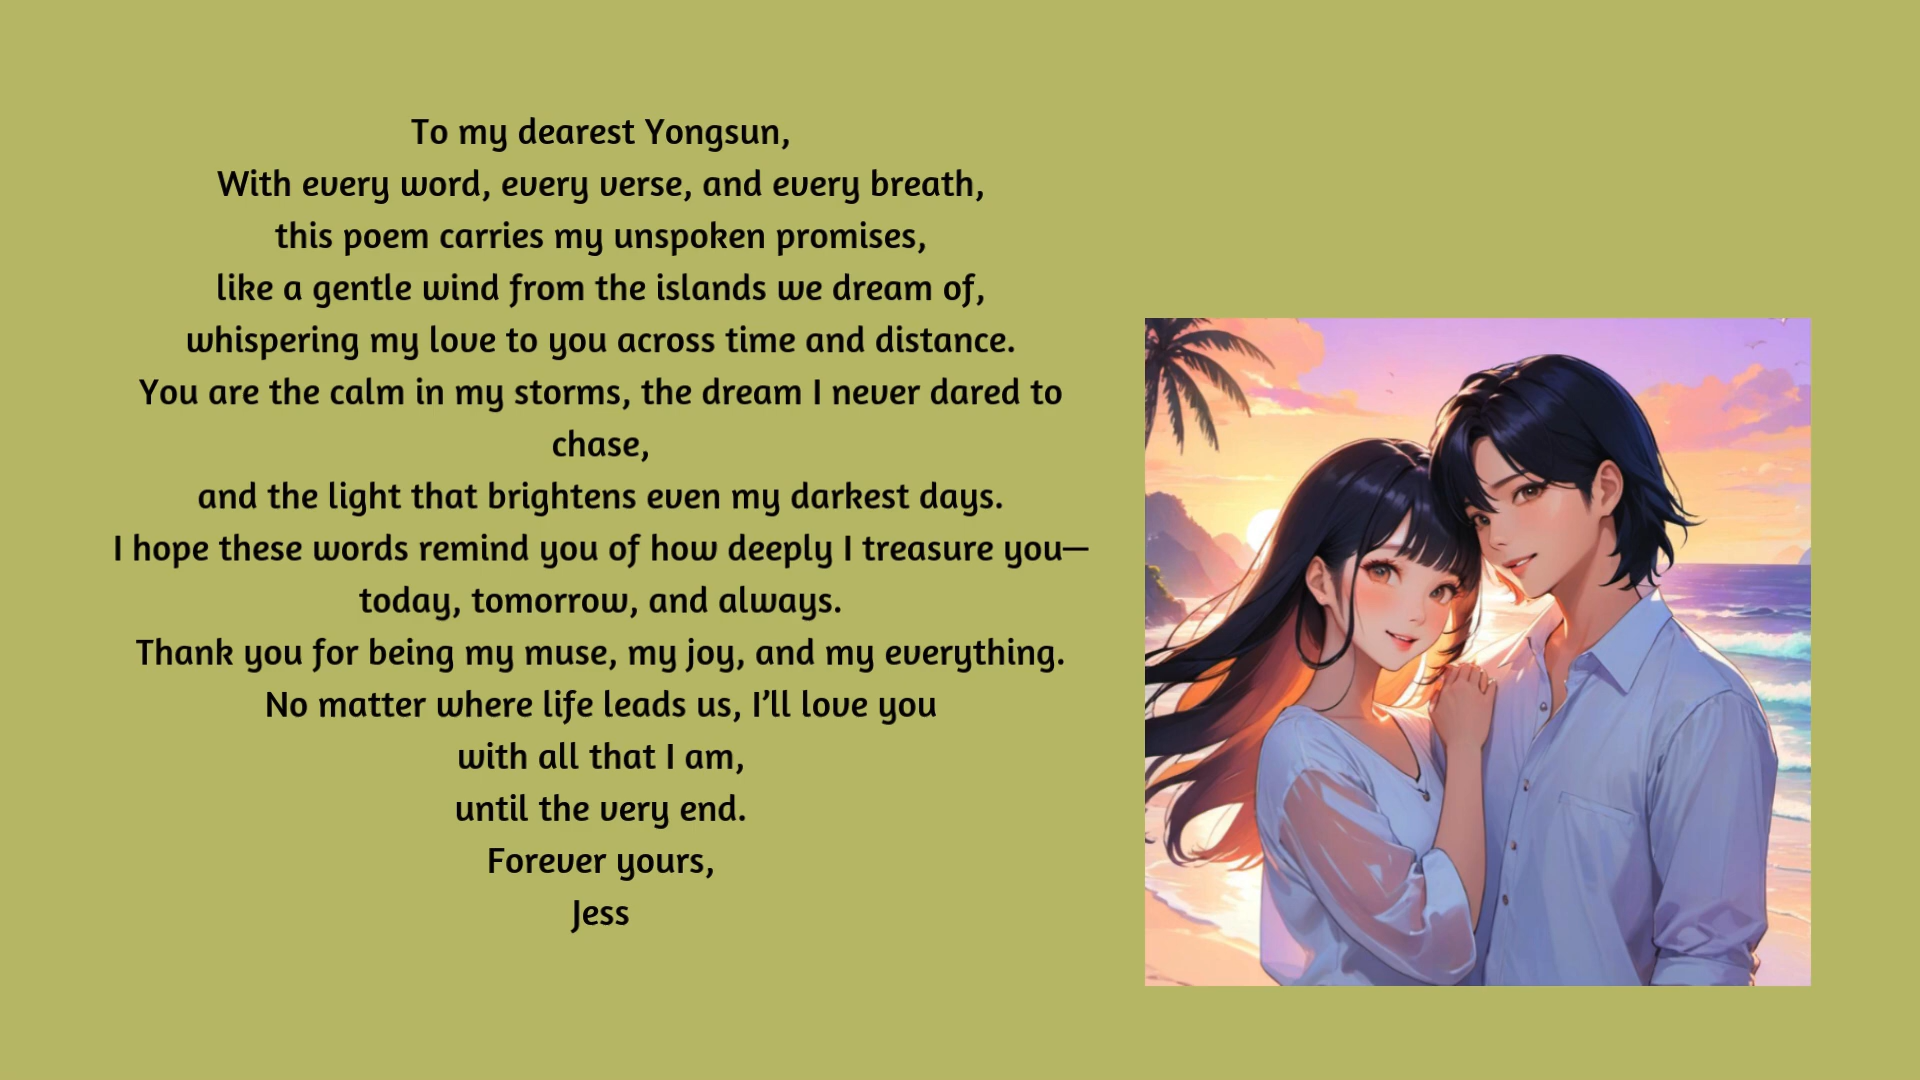 To my dearest Yongsun,
With every word, every verse, and every breath,
this poem carries my unspoken promises,
like a gentle wind from the islands we dream of,
whispering my love to you across time and distance.
You are the calm in my storms, the dream I never dared to
chase,
and the light that brightens even my darkest days.
I hope these words remind you of how deeply I treasure you—
today, tomorrow, and always.
Thank you for being my muse, my joy, and my everything.
No matter where life leads us, I’ll love you
with all that I am,
until the very end.
Forever yours,
Jess